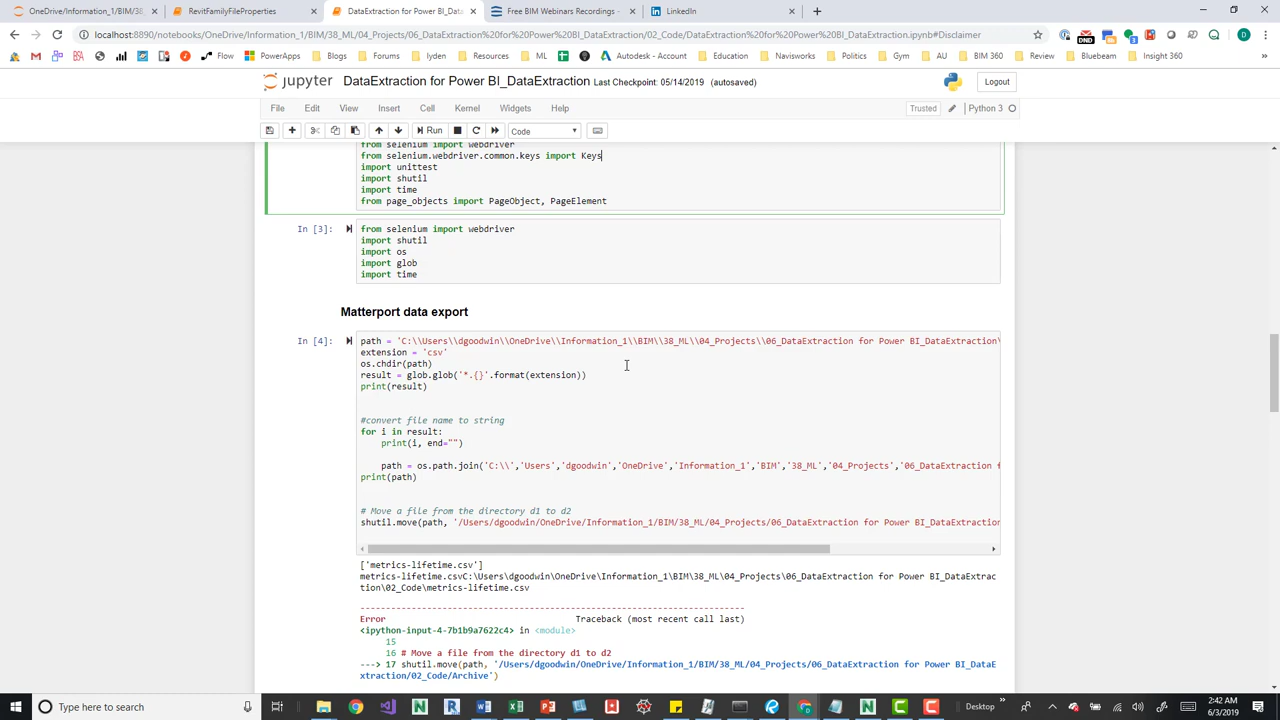 OneDrive/Information_1/BIM/38_
RevitFamilyFileProperties
DataExtraction for Power BI_Dat
Free BIM Webinars Recordings -
LinkedIn
localhost:8890/notebooks/OneDrive/Information_1/BIM/38_ML/04_Projects/06_DataExtraction%20for%20Power%20BI_DataExtraction/02_Code/DataExtraction%20for%20Power%20BI_DataExtraction.ipynb#Disclaimer
DND
Flow
PowerApps
Blogs
Forums
Iyden
Resources
ML
Autodesk - Account
Education
Navisworks
Politics
Gym
AU
BIM 360
Review
Bluebeam
Insight 360
»
jupyter DataExtraction for Power BI_DataExtraction Last Checkpoint: 05/14/2019 (autosaved)
Logout
File Edit View Insert Cell Kernel Widgets Help
Trusted
Python 3
Run
Code
from selenium import webdriver
from selenium.webdriver.common.keys import Keys
import unittest
import shutil
import time
from page_objects import PageObject, PageElement
In [3]:
from selenium import webdriver
import shutil
import os
import glob
import time
Matterport data export
In [4]:
path = 'C:\\Users\\dgoodwin\\OneDrive\\Information_1\\BIM\\38_ML\\04_Projects\\06_DataExtraction for Power BI_DataExtraction\
extension = 'csv'
os.chdir(path)
result = glob.glob('*.{}'.format(extension))
print(result)
#convert file name to string
for i in result:
print(i, end="")
path = os.path.join('C:\\','Users','dgoodwin','OneDrive','Information_1','BIM','38_ML','04_Projects','06_DataExtraction f
print(path)
# Move a file from the directory d1 to d2
shutil.move(path, '/Users/dgoodwin/OneDrive/Information_1/BIM/38_ML/04_Projects/06_DataExtraction for Power BI_DataExtraction
['metrics-lifetime.csv']
metrics-lifetime.csvC:\Users\dgoodwin\OneDrive\Information_1\BIM\38_ML\04_Projects\06_DataExtraction for Power BI_DataExtrac
tion\02_Code\metrics-lifetime.csv
---------------------------------------------------------------------------
Error Traceback (most recent call last)
<ipython-input-4-7b1b9a7622c4> in <module>
15
16 # Move a file from the directory d1 to d2
---> 17 shutil.move(path, '/Users/dgoodwin/OneDrive/Information_1/BIM/38_ML/04_Projects/06_DataExtraction for Power BI_DataE
xtraction/02_Code/Archive')
Type here to search
Desktop
2:42 AM
6/3/2019